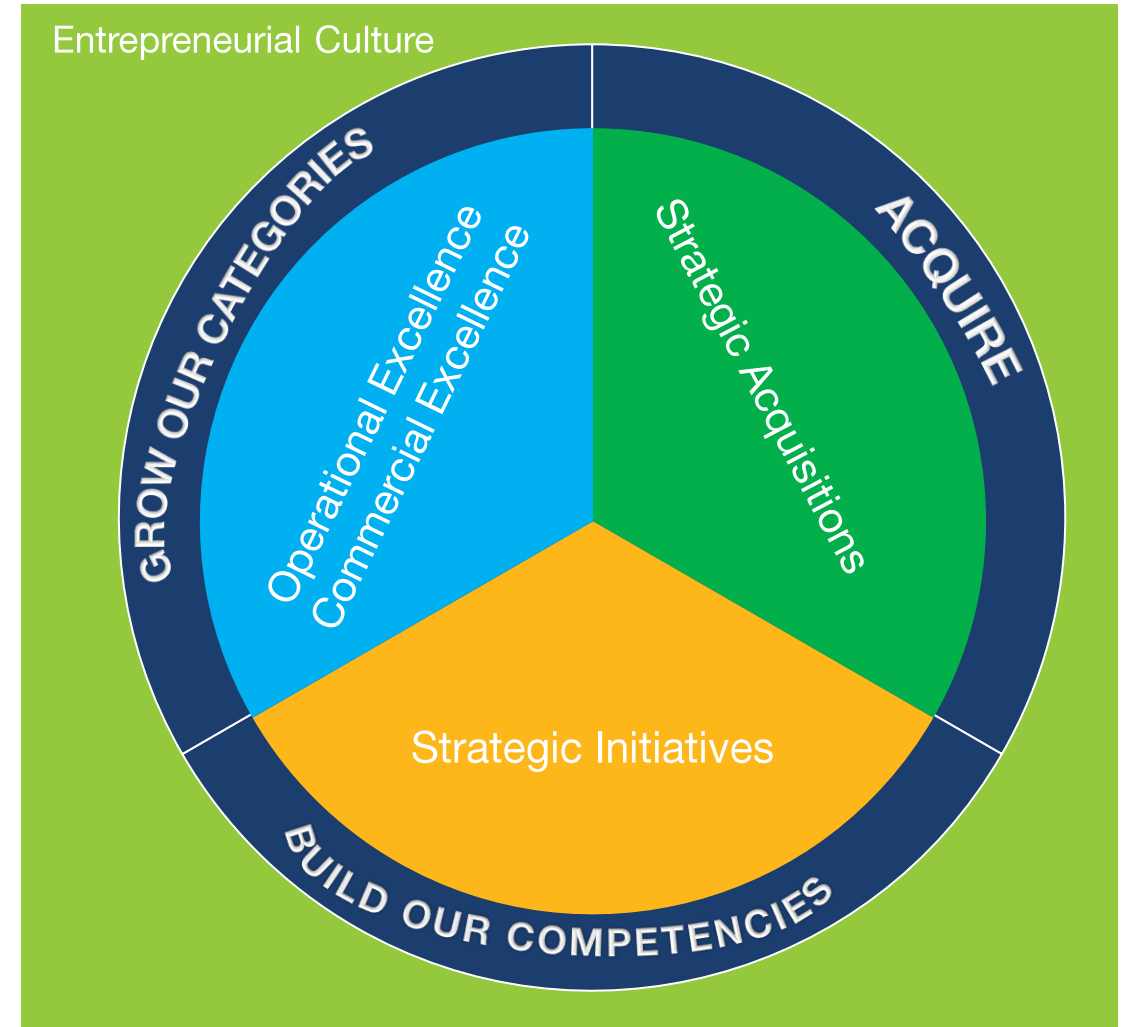 Entrepreneurial Culture
GROW OUR CATEGORIES
Operational Excellence
Commercial Excellence
ACQUIRE
Strategic Acquisitions
Strategic Initiatives
BUILD OUR COMPETENCIES